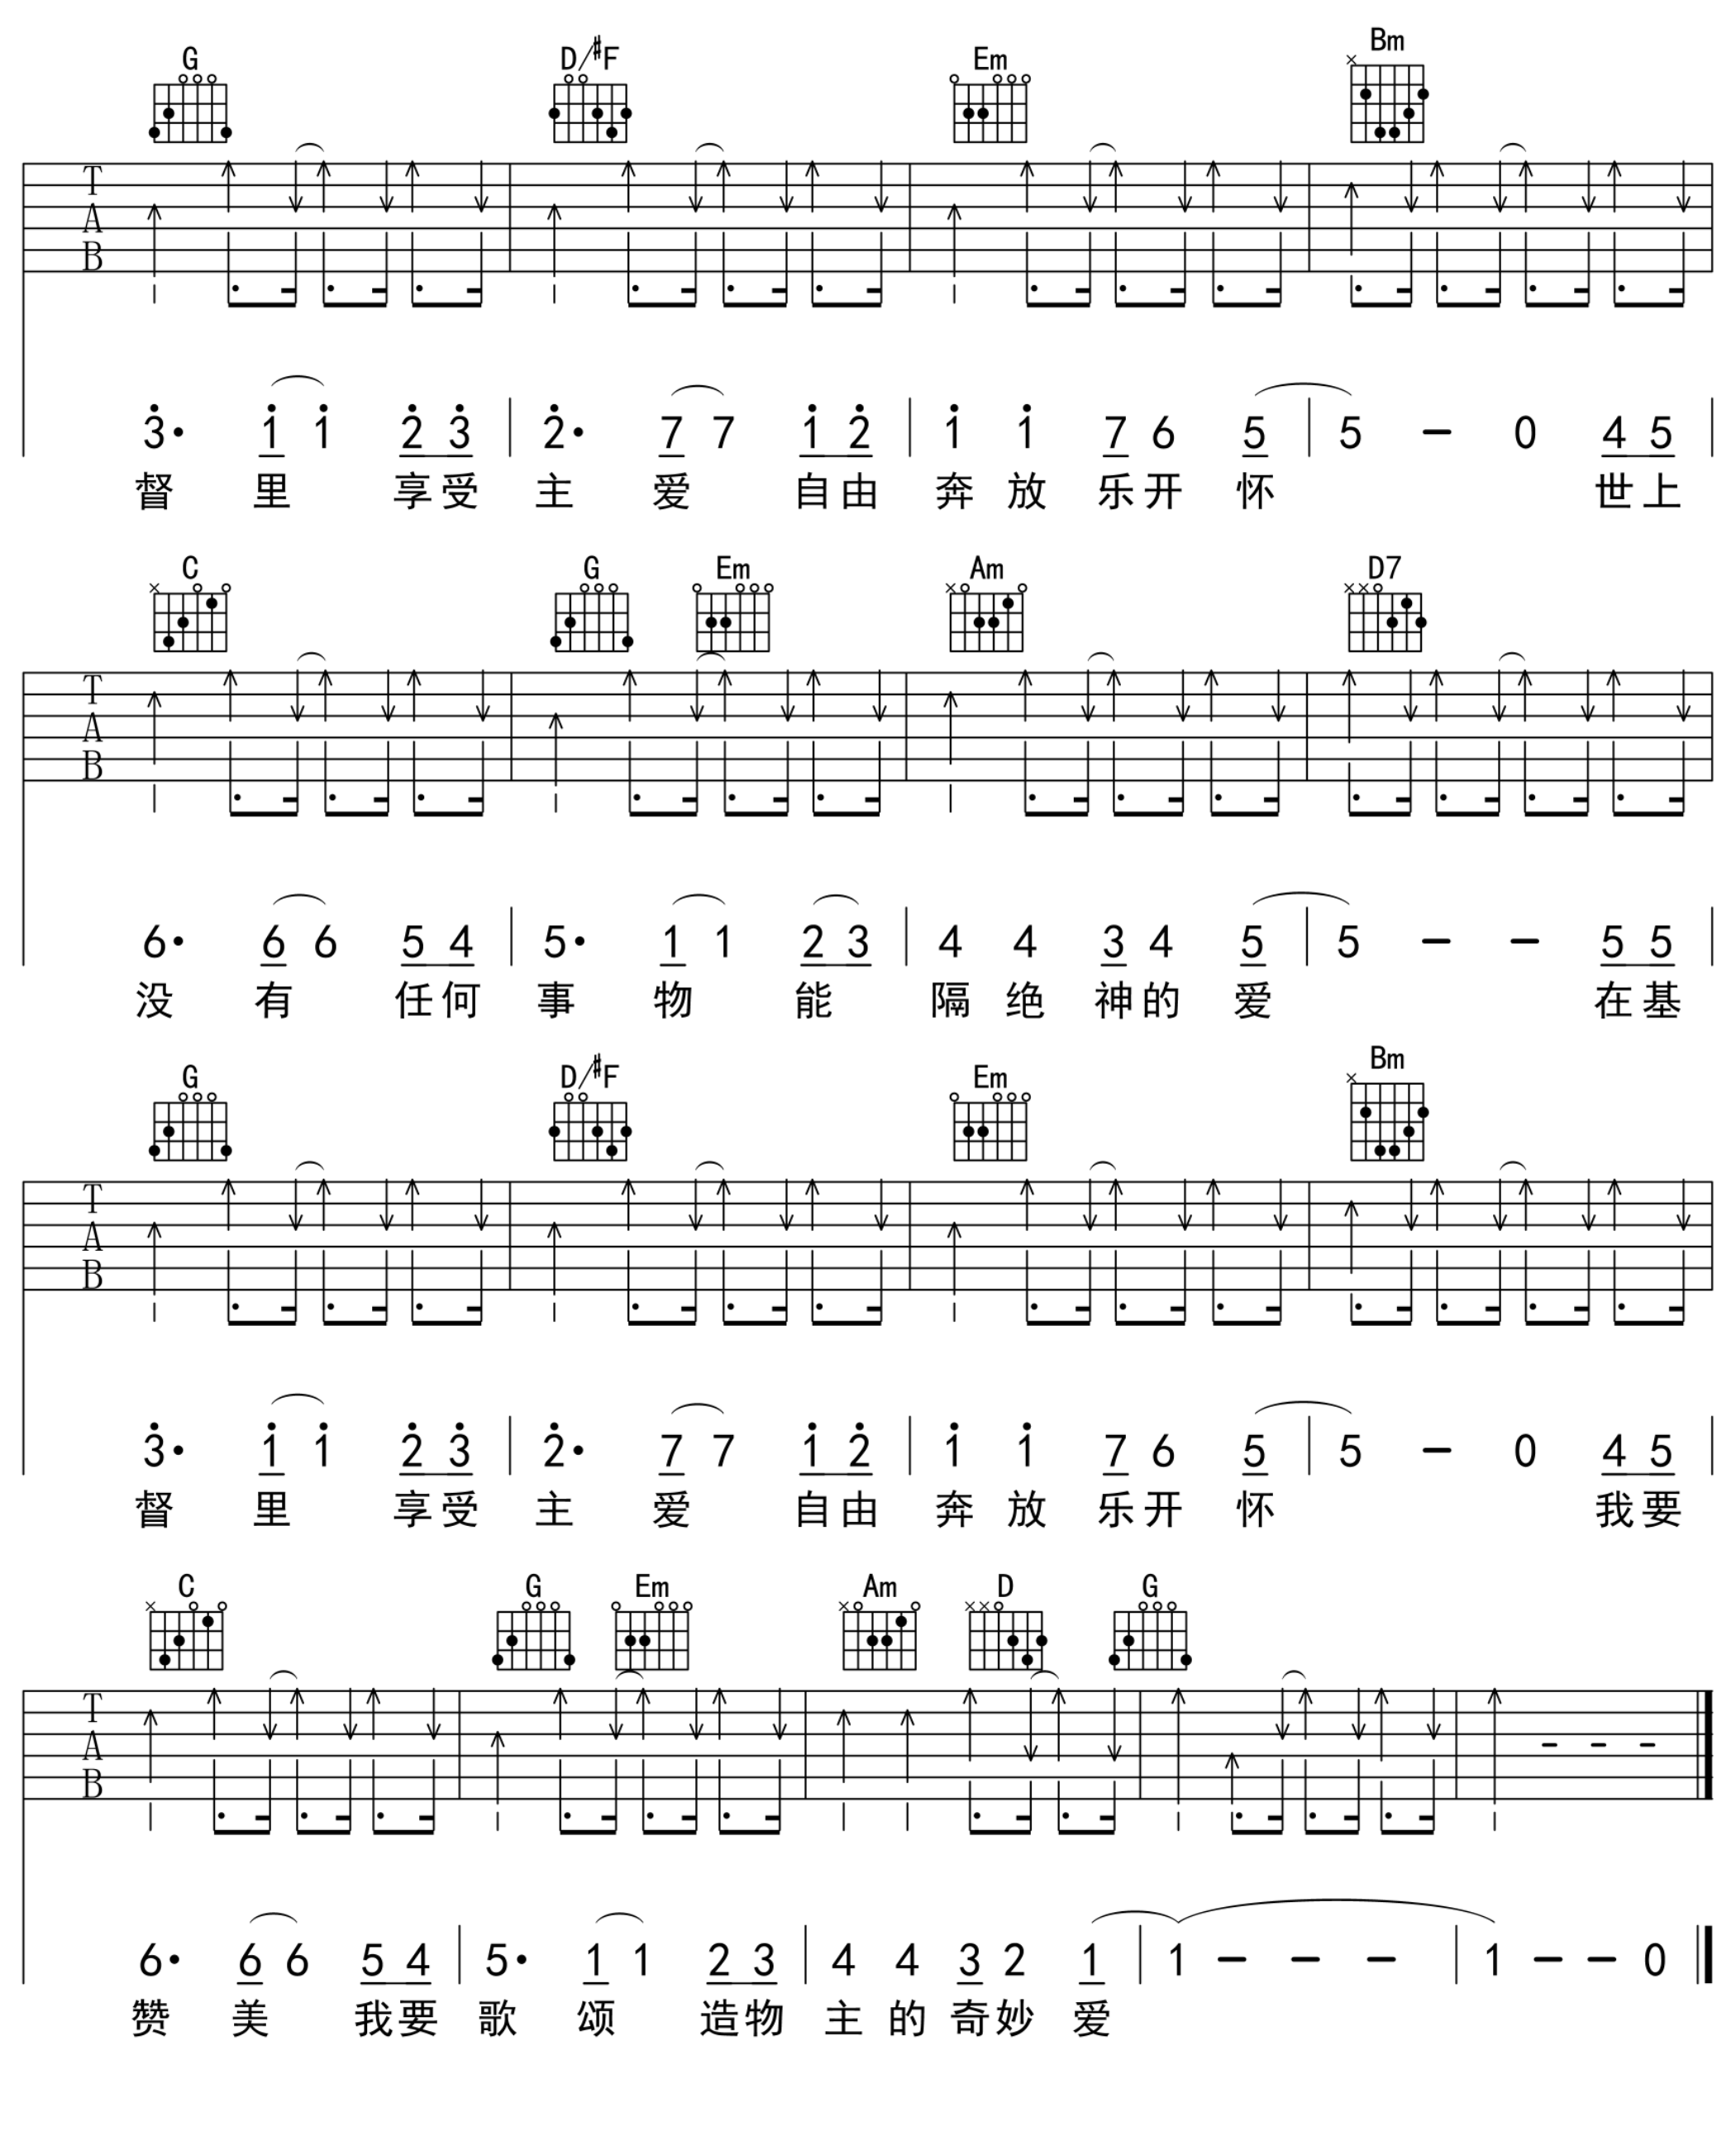 G D/#F Em Bm
T
A
B
3· 1 1 2 3 2· 7 7 1 2 1 1 7 6 5 5 - 0 4 5
督 里 享受 主 爱 自由 奔 放 乐开 怀 世上
C G Em Am D7
T
A
B
6· 6 6 5 4 5· 1 1 2 3 4 4 3 4 5 5 - - 5 5
没 有 任何 事 物 能 隔 绝 神的 爱 在基
G D/#F Em Bm
T
A
B
3· 1 1 2 3 2· 7 7 1 2 1 1 7 6 5 5 - 0 4 5
督 里 享受 主 爱 自由 奔 放 乐开 怀 我要
C G Em Am D G
T
A
B
6· 6 6 5 4 5· 1 1 2 3 4 4 3 2 1 1 - - - 1 - - 0
赞 美 我要 歌 颂 造物 主 的 奇妙 爱